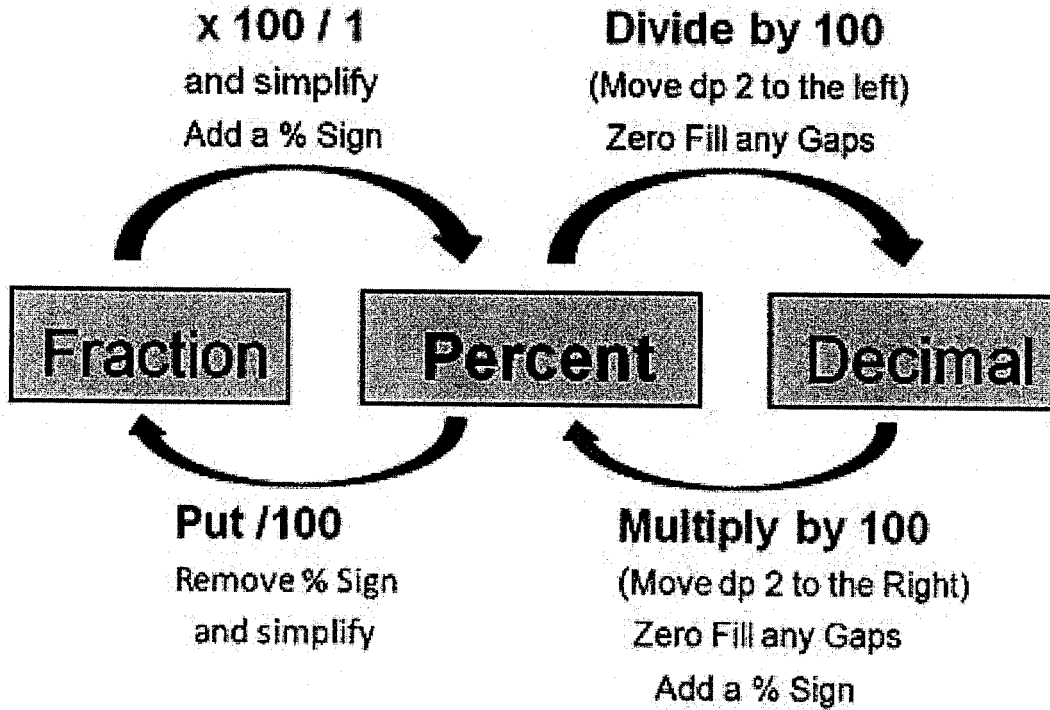 x 100 / 1
and simplify
Add a % Sign
Divide by 100
(Move dp 2 to the left)
Zero Fill any Gaps
Fraction
Percent
Decimal
Put /100
Remove % Sign
and simplify
Multiply by 100
(Move dp 2 to the Right)
Zero Fill any Gaps
Add a % Sign